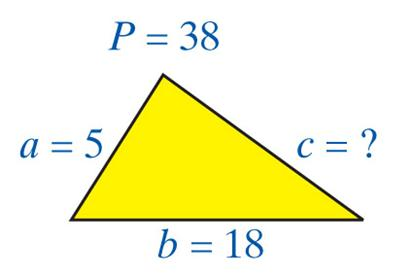 P = 38
a = 5
c = ?
b = 18